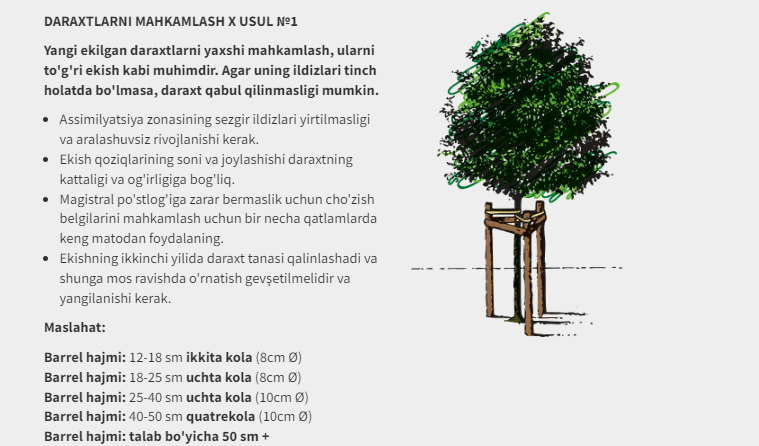 DARAXTLARNI MAHKAMLASH X USUL №1
Yangi ekilgan daraxtlarni yaxshi mahkamlash, ularni
to'g'ri ekish kabi muhimdir. Agar uning ildizlari tinch
holatda bo'lmasa, daraxt qabul qilinmasligi mumkin.
• Assimilyatsiya zonasining sezgir ildizlari yirtilmasligi
va aralashuvsiz rivojlanishi kerak.
• Ekish qoziqlarining soni va joylashishi daraxtning
kattaligi va og'irligiga bog'liq.
• Magistral po'stlog'iga zarar bermaslik uchun cho'zish
belgilarini mahkamlash uchun bir necha qatlamlarda
keng matodan foydalaning.
• Ekishning ikkinchi yilida daraxt tanasi qalinlashadi va
shunga mos ravishda o'rnatish gevşetilmelidir va
yangilanishi kerak.
Maslahat:
Barrel hajmi: 12-18 sm ikkita kola (8cm Ø)
Barrel hajmi: 18-25 sm uchta kola (8cm Ø)
Barrel hajmi: 25-40 sm uchta kola (10cm Ø)
Barrel hajmi: 40-50 sm quatrekola (10cm Ø)
Barrel hajmi: talab bo'yicha 50 sm +